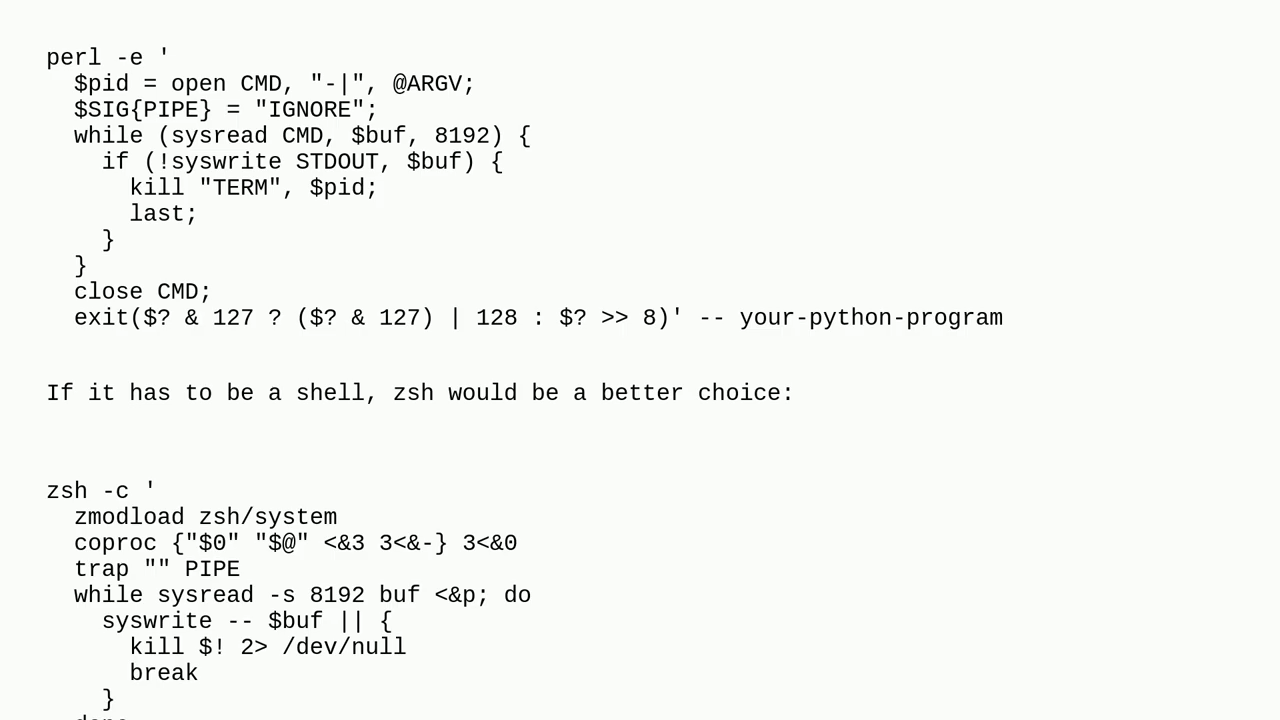 perl -e '
  $pid = open CMD, "-|", @ARGV;
  $SIG{PIPE} = "IGNORE";
  while (sysread CMD, $buf, 8192) {
    if (!syswrite STDOUT, $buf) {
      kill "TERM", $pid;
      last;
    }
  }
  close CMD;
  exit($? & 127 ? ($? & 127) | 128 : $? >> 8)' -- your-python-program
If it has to be a shell, zsh would be a better choice:
zsh -c '
  zmodload zsh/system
  coproc {"$0" "$@" <&3 3<&-} 3<&0
  trap "" PIPE
  while sysread -s 8192 buf <&p; do
    syswrite -- $buf || {
      kill $! 2> /dev/null
      break
    }